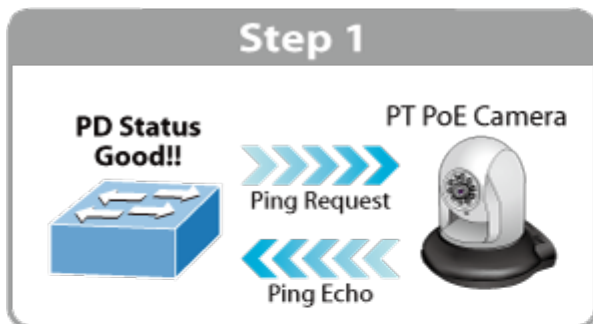 Step 1
PD Status
Good!!
PT PoE Camera
Ping Request
Ping Echo